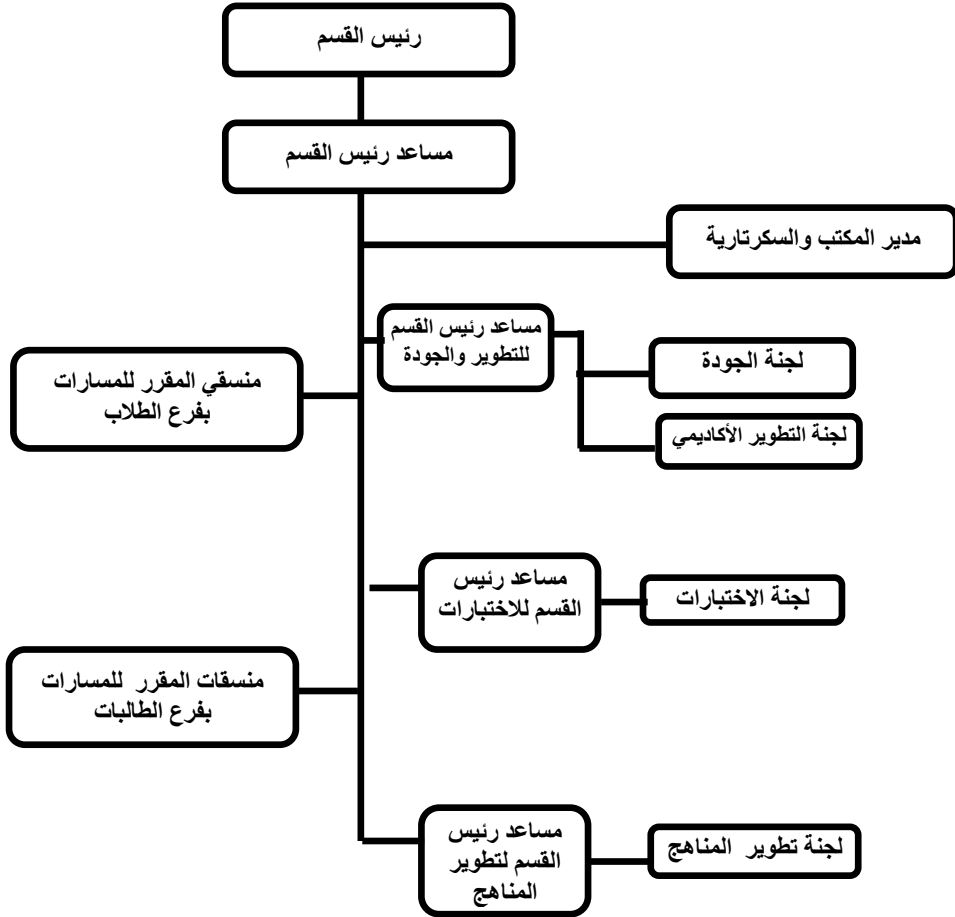 رئيس القسم
مساعد رئيس القسم
مدير المكتب والسكرتارية
مساعد رئيس القسم
للتطوير والجودة
لجنة الجودة
منسقي المقرر للمسارات
بفرع الطلاب
لجنة التطوير الأكاديمي
مساعد رئيس
القسم للاختبارات
لجنة الاختبارات
منسقات المقرر للمسارات
بفرع الطالبات
مساعد رئيس
القسم لتطوير
المناهج
لجنة تطوير المناهج